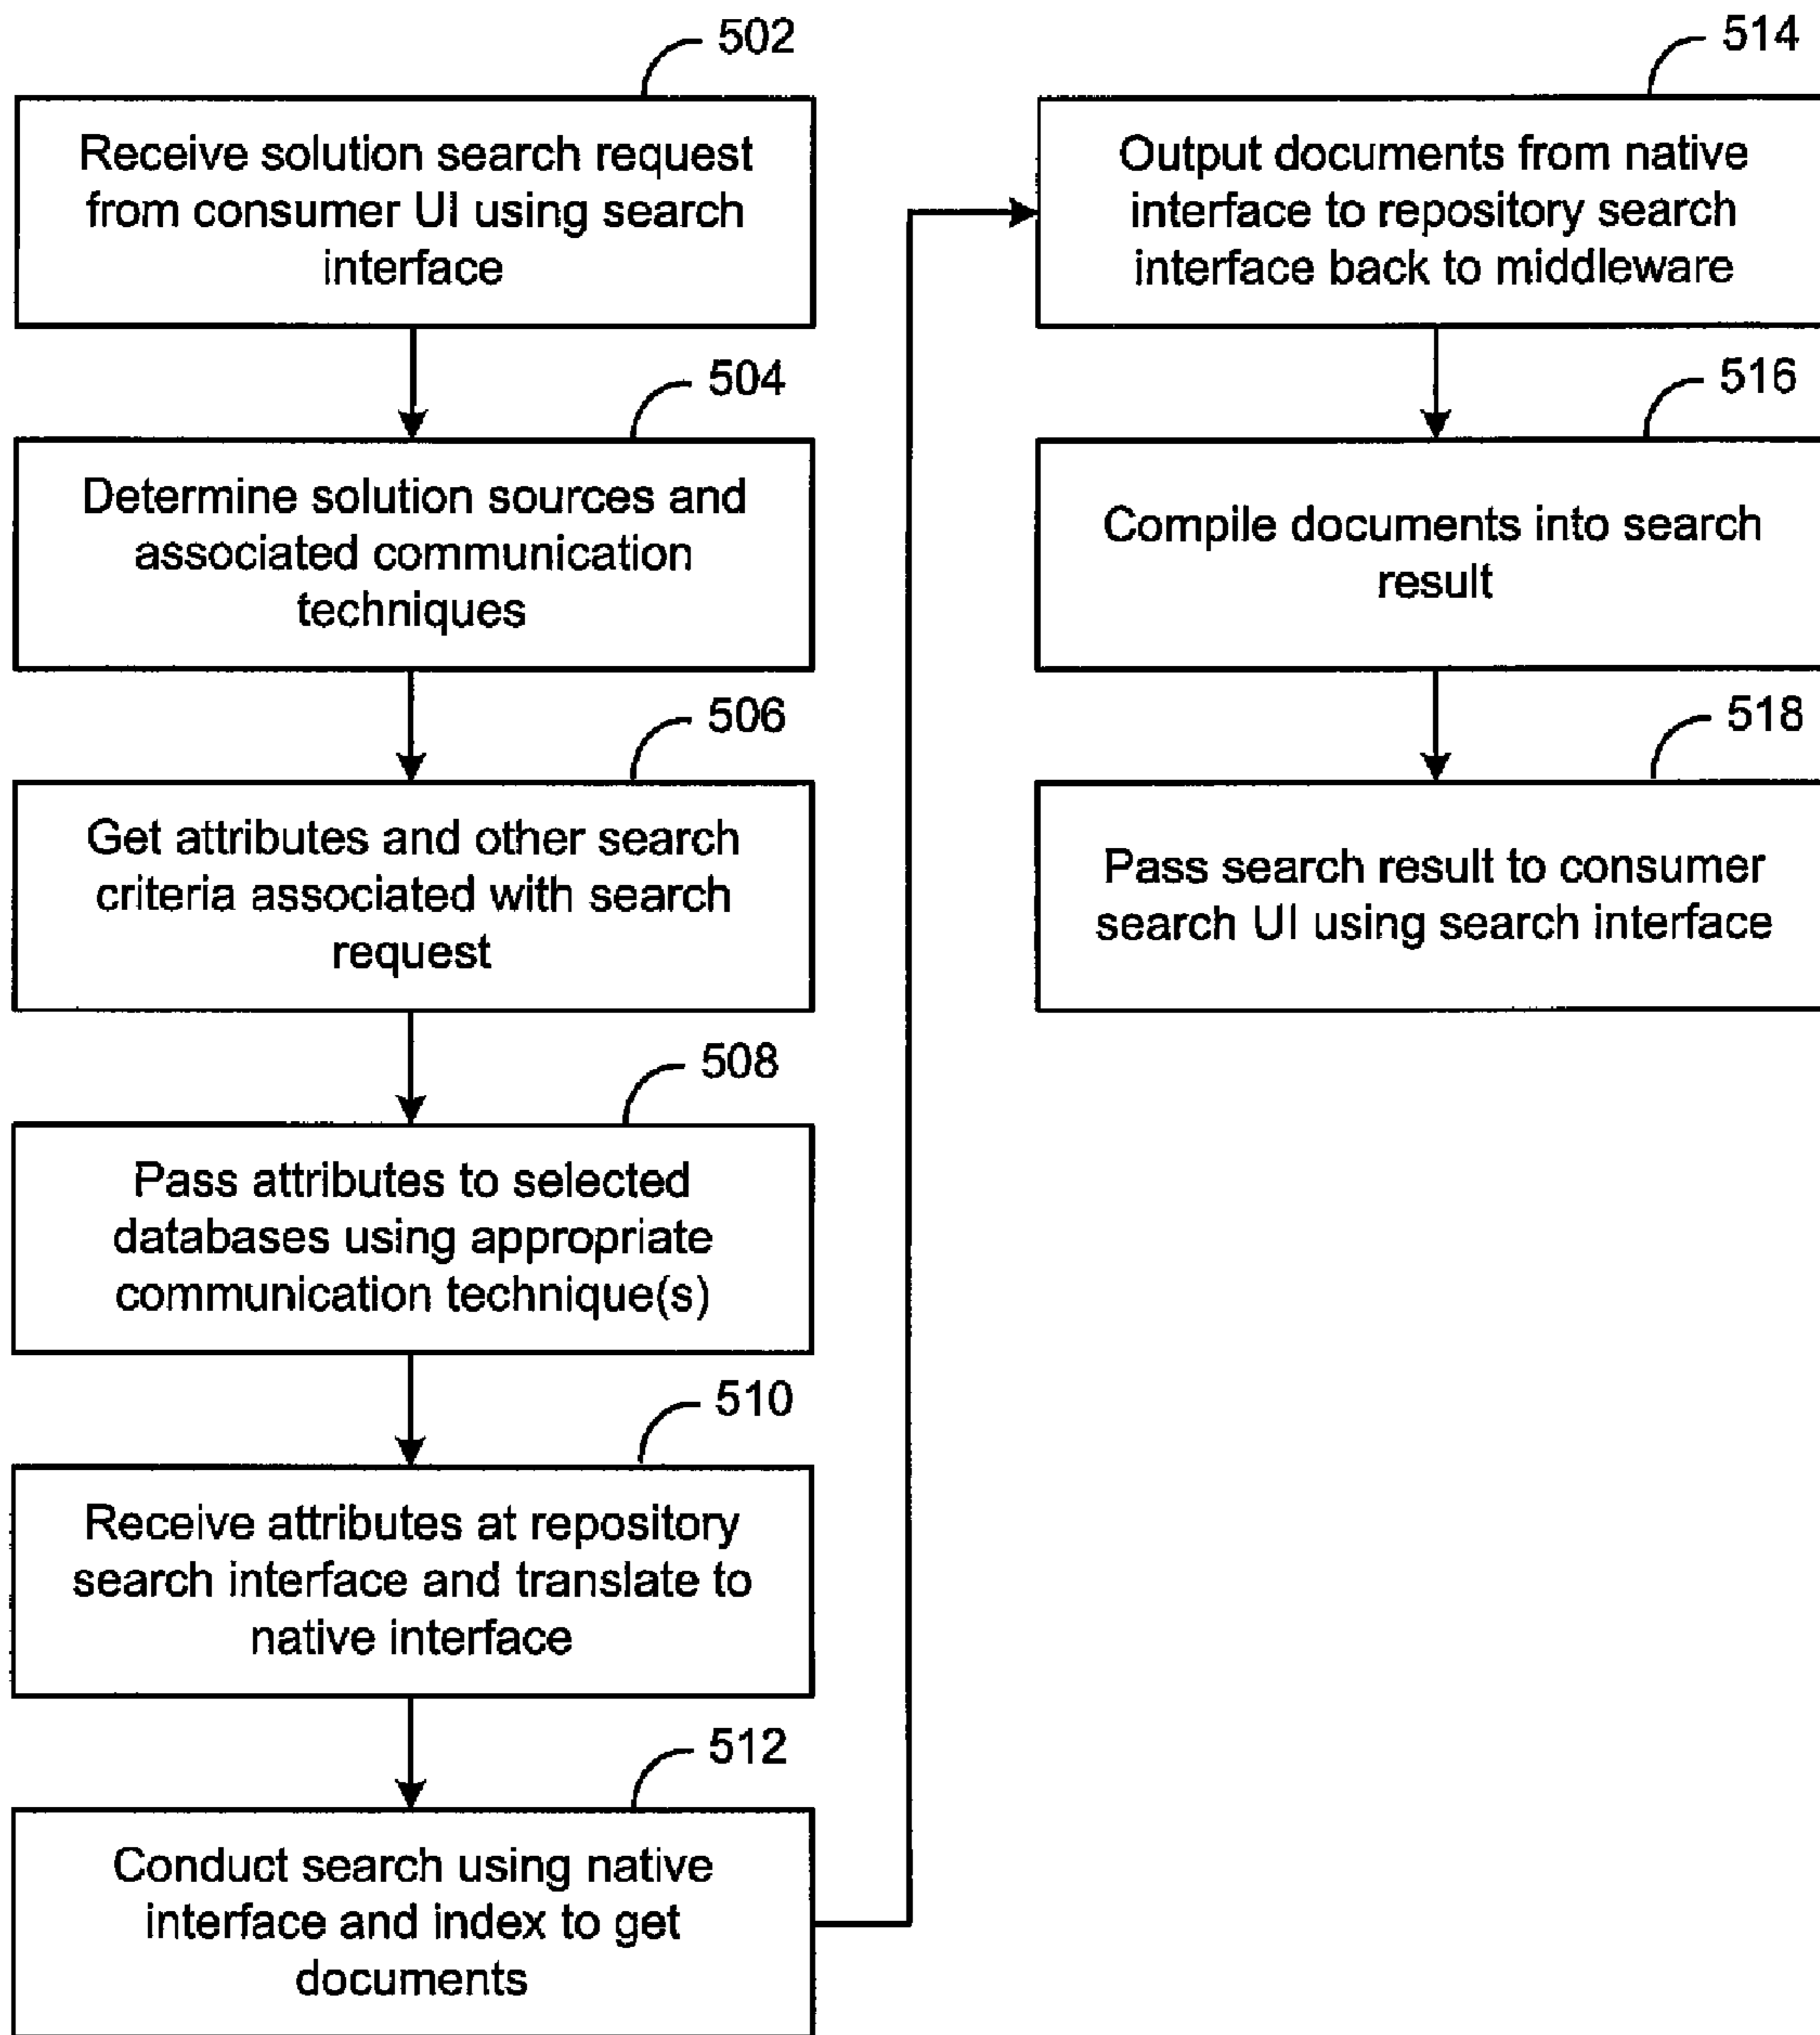 502
Receive solution search request
from consumer UI using search
interface
504
Determine solution sources and
associated communication
techniques
506
Get attributes and other search
criteria associated with search
request
508
Pass attributes to selected
databases using appropriate
communication technique(s)
510
Receive attributes at repository
search interface and translate to
native interface
512
Conduct search using native
interface and index to get
documents
514
Output documents from native
interface to repository search
interface back to middleware
516
Compile documents into search
result
518
Pass search result to consumer
search UI using search interface